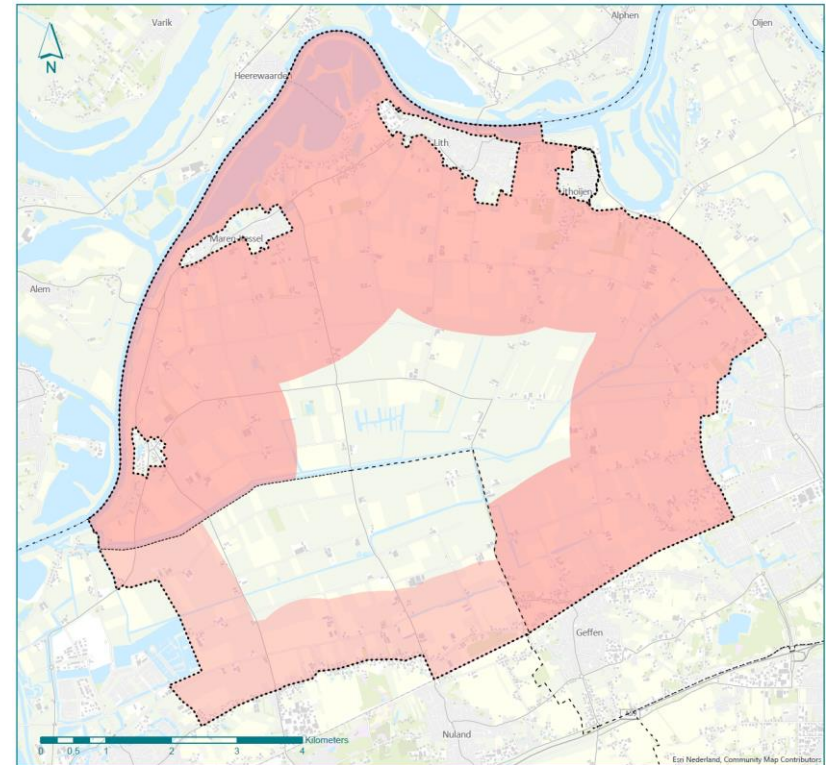 Varik
Alphen
Oijen
N
Heerewaarden
Lith
Lithoijen
Maren-Kessel
Alem
Geffen
Nuland
Kilometers
0 0.5 1 2 3 4
Esri Nederland, Community Map Contributors